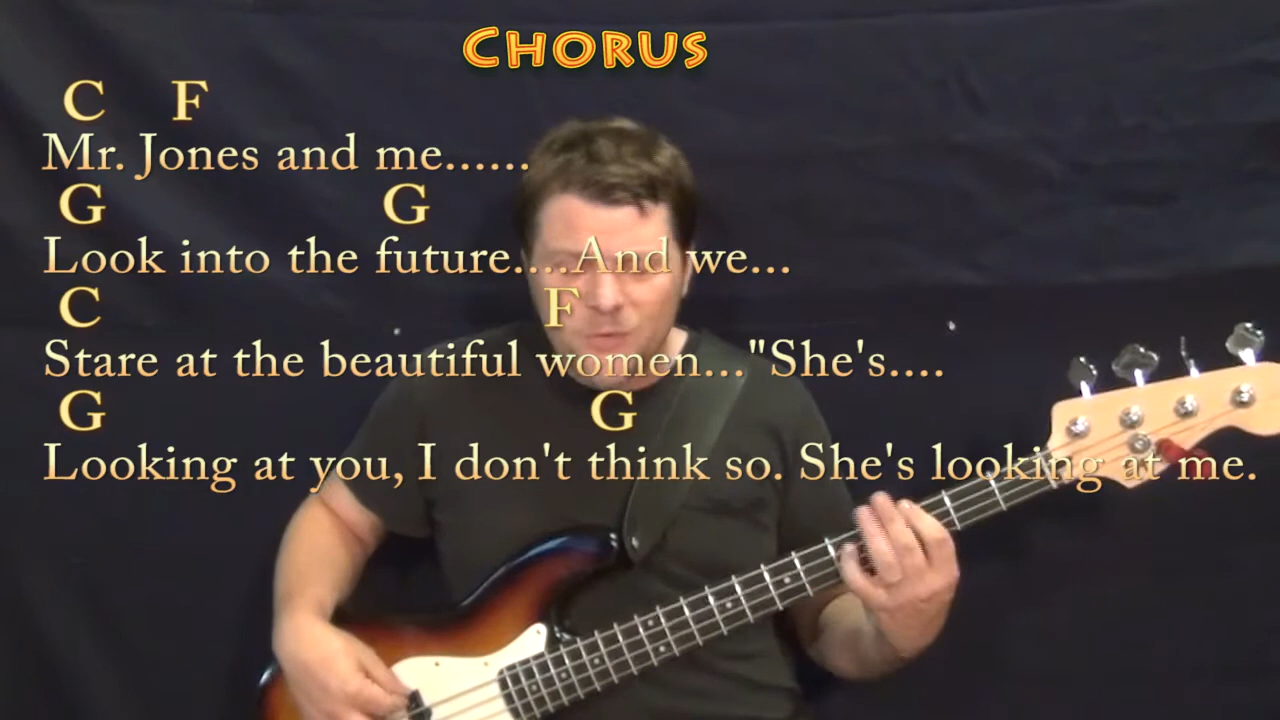 CHORUS
C F
Mr. Jones and me......
G G
Look into the future....And we...
C F
Stare at the beautiful women..."She's....
G G
Looking at you, I don't think so. She's looking at me.